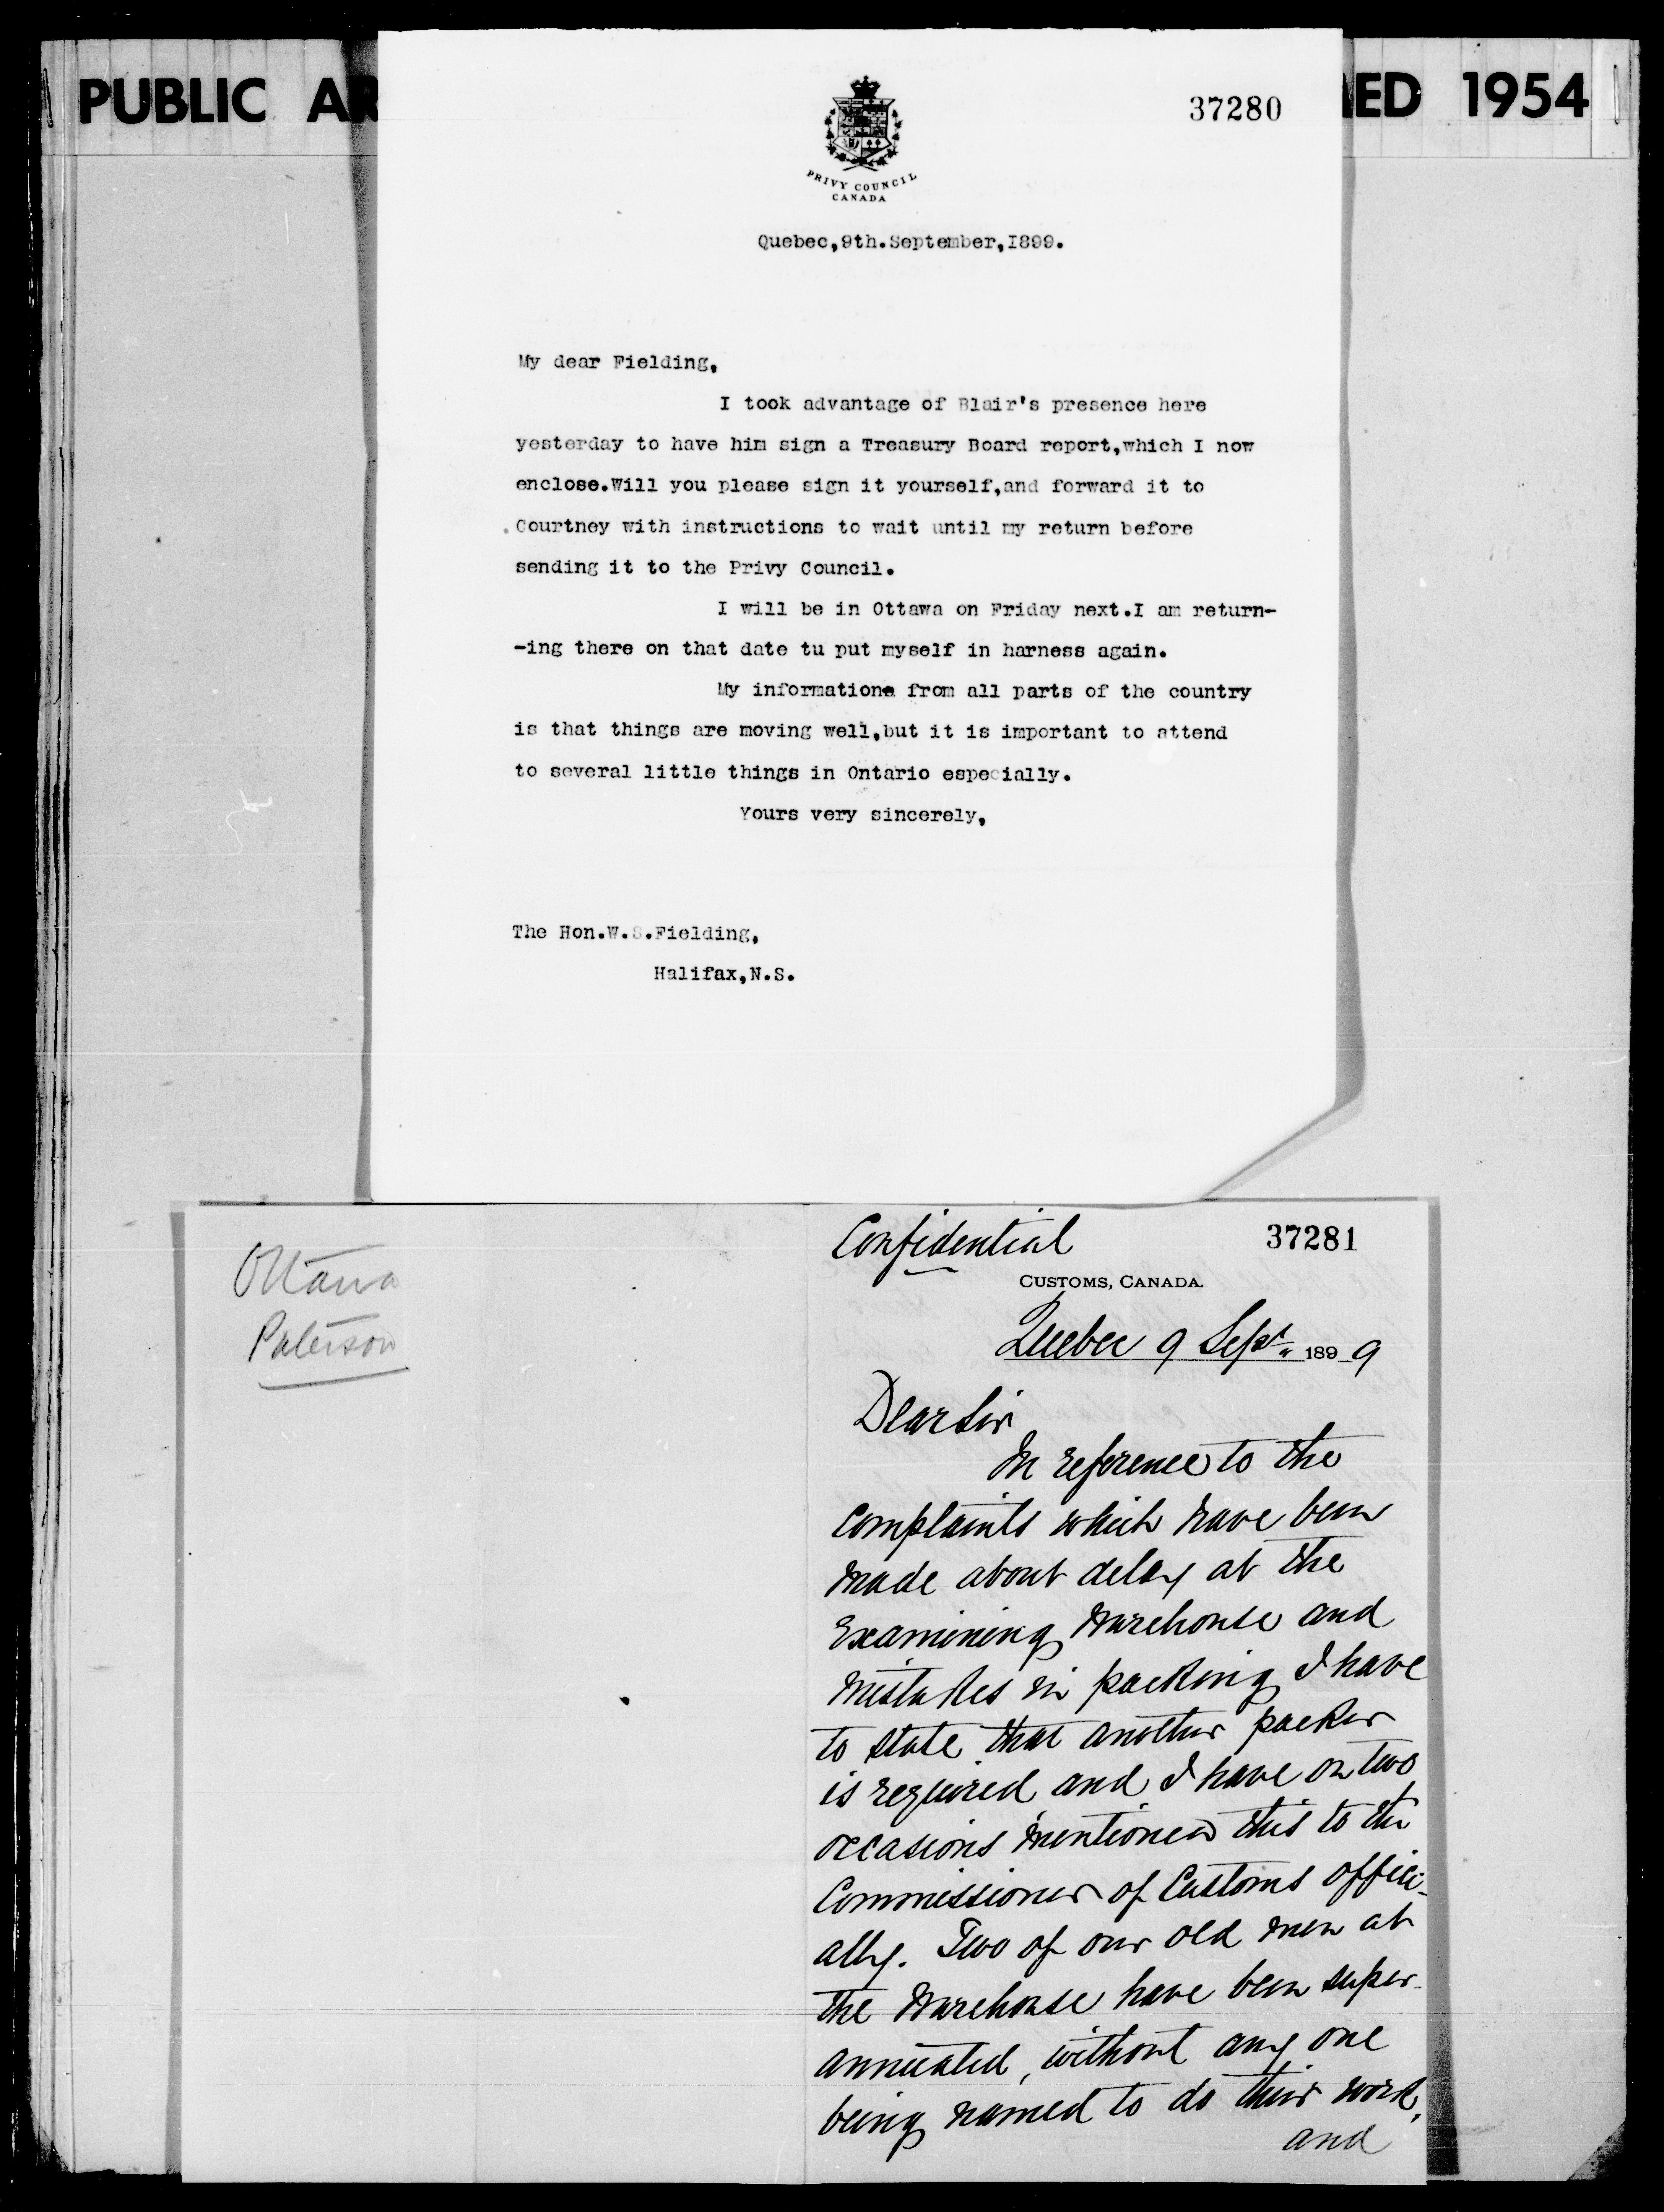 PUBLIC AR
IED 1954
37280
PRIVY COUNCIL
CANADA
Quebec,9th.September,I899.
My dear Fielding,
I took advantage of Blair's presence here
yesterday to have him sign a Treasury Board report,which I now
enclose.Will you please sign it yourself,and forward it to
Courtney with instructions to wait until my return before
sending it to the Privy Council.
I will be in Ottawa on Friday next.I am return-
-ing there on that date tu put myself in harness again.
My informations from all parts of the country
is that things are moving well,but it is important to attend
to several little things in Ontario especially.
Yours very sincerely,
The Hon.W.S.Fielding,
Halifax,N.S.
Ottawa
Paterson
Confidential
37281
CUSTOMS, CANADA.
Quebec 9 Sept. 1899
Dear Sir
In reference to the
complaints which have been
made about delay at the
Examining Warehouse and
mistakes in packing I have
to state that another packer
is required and I have on two
occasions mentioned this to the
Commissioner of Customs offici-
ally. Two of our old men at
the Warehouse have been super-
annuated, without any one
being named to do their work,
and